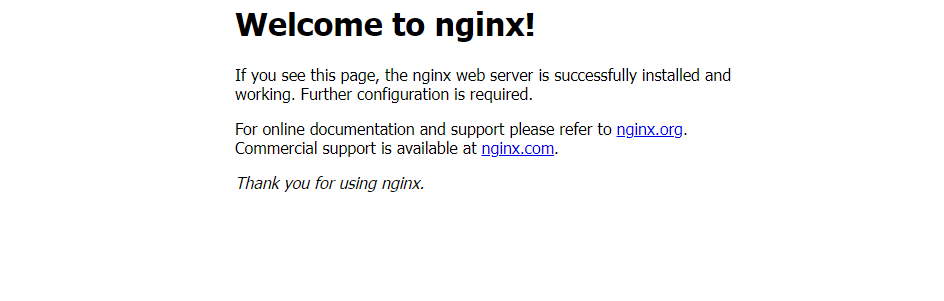 Welcome to nginx!
If you see this page, the nginx web server is successfully installed and
working. Further configuration is required.
For online documentation and support please refer to nginx.org.
Commercial support is available at nginx.com.
Thank you for using nginx.